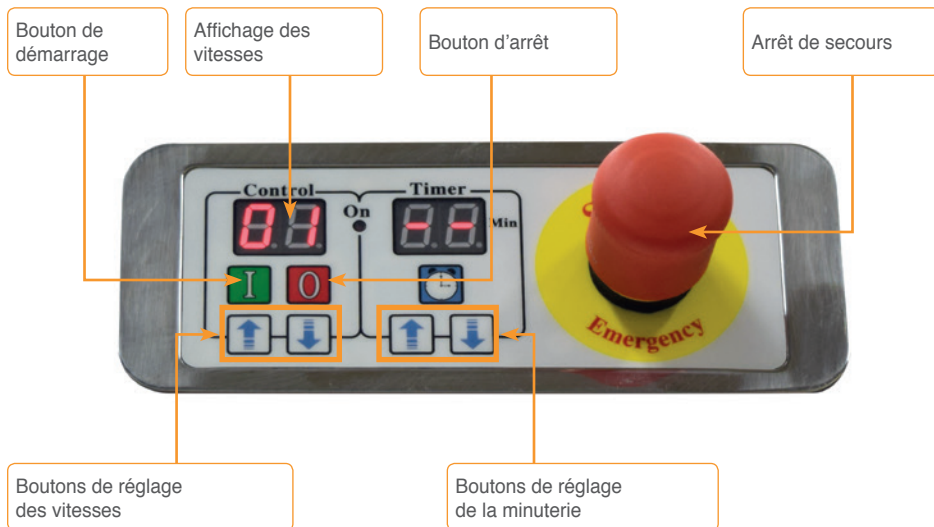 Bouton de
démarrage
Affichage des
vitesses
Bouton d'arrêt
Arrêt de secours
Control
Timer
On
01
--
Min
I
0
Emergency
Boutons de réglage
des vitesses
Boutons de réglage
de la minuterie